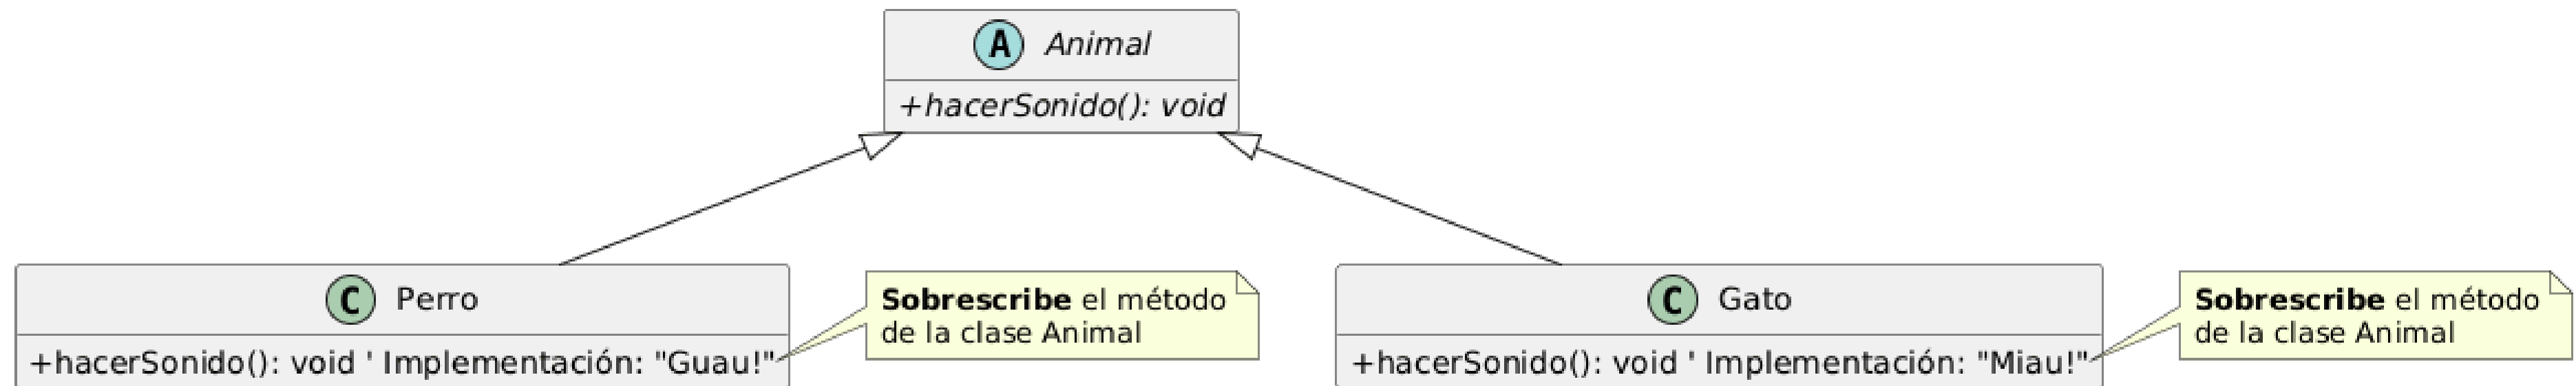 A Animal
+hacerSonido(): void
C Perro
+hacerSonido(): void ' Implementación: "Guau!"
Sobrescribe el método
de la clase Animal
C Gato
+hacerSonido(): void ' Implementación: "Miau!"
Sobrescribe el método
de la clase Animal